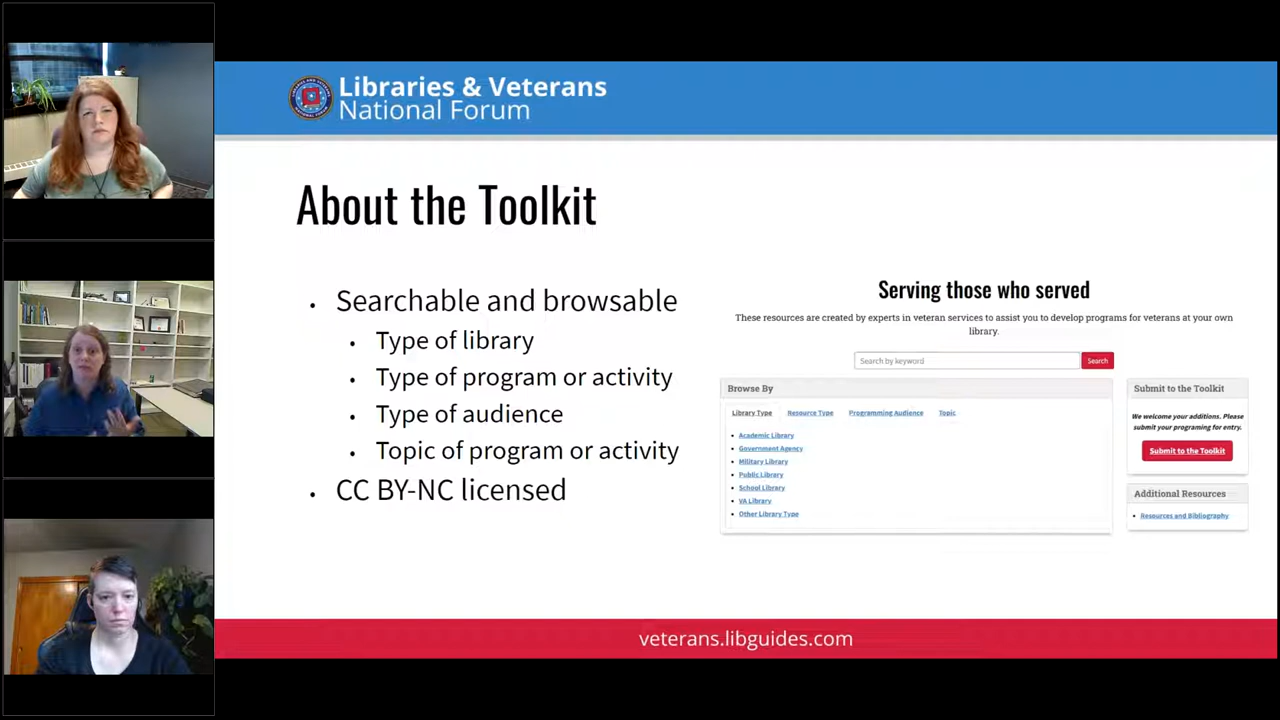 Libraries & Veterans
National Forum
About the Toolkit
• Searchable and browsable
• Type of library
• Type of program or activity
• Type of audience
• Topic of program or activity
• CC BY-NC licensed
Serving those who served
These resources are created by experts in veteran services to assist you to develop programs for veterans at your own
library.
Search by keyword
Search
Browse By
Library Type Resource Type Programming Audience Topic
• Academic Library
• Government Agency
• Military Library
• Public Library
• School Library
• VA Library
• Other Library Type
Submit to the Toolkit
We welcome your additions. Please
submit your programing for entry.
Submit to the Toolkit
Additional Resources
• Resources and Bibliography
veterans.libguides.com